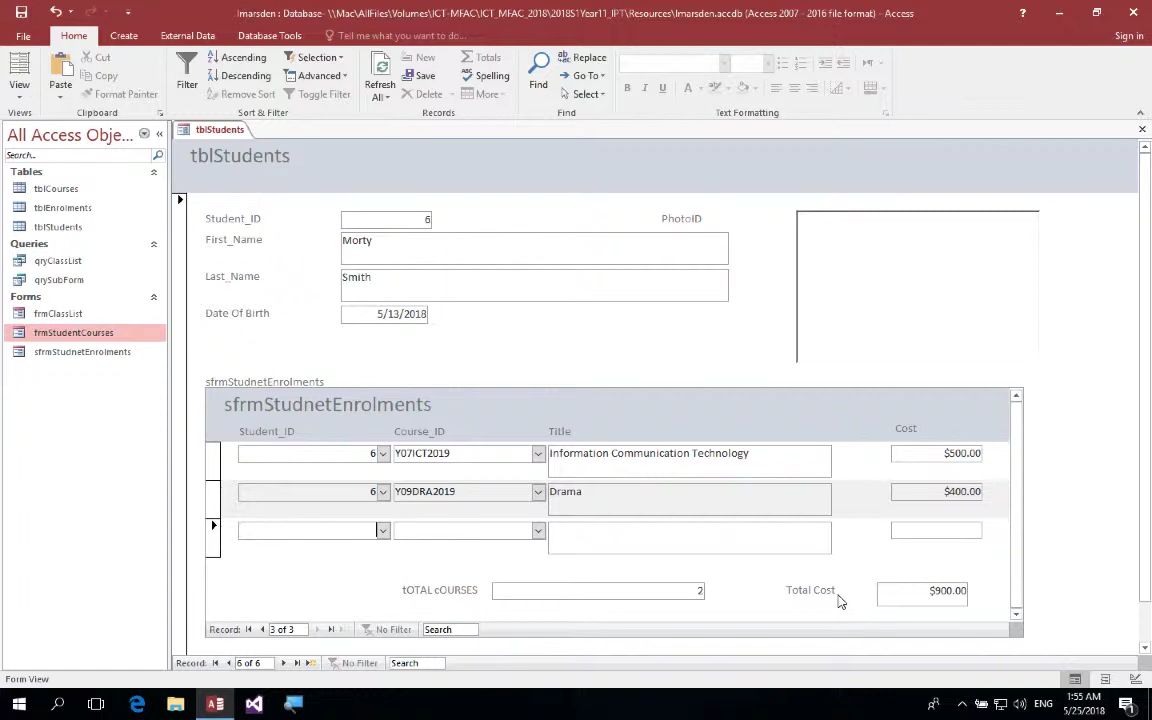 lmarsden : Database- \\Mac\AllFiles\Volumes\ICT-MFAC\ICT_MFAC_2018\2018S1Year11_IPT\Resources\lmarsden.accdb (Access 2007 - 2016 file format) - Access
?
Sign in
File Home Create External Data Database Tools Tell me what you want to do...
View
Views
Paste
Cut
Copy
Format Painter
Clipboard
Filter
Ascending
Descending
Remove Sort
Selection
Advanced
Toggle Filter
Sort & Filter
Refresh
All
New
Save
Delete
Totals
Spelling
More
Records
Find
Replace
Go To
Select
Find
B I U A
Text Formatting
All Access Obje...
Search..
Tables
tblCourses
tblEnrolments
tblStudents
Queries
qryClassList
qrySubForm
Forms
frmClassList
frmStudentCourses
sfrmStudnetEnrolments
tblStudents
tblStudents
Student_ID 6 PhotoID
First_Name Morty
Last_Name Smith
Date Of Birth 5/13/2018
sfrmStudnetEnrolments
sfrmStudnetEnrolments
Student_ID Course_ID Title Cost
6 Y07ICT2019 Information Communication Technology $500.00
6 Y09DRA2019 Drama $400.00
tOTAL cOURSES 2 Total Cost $900.00
Record: 3 of 3 No Filter Search
Record: 6 of 6 No Filter Search
Form View
ENG
1:55 AM
5/25/2018
1